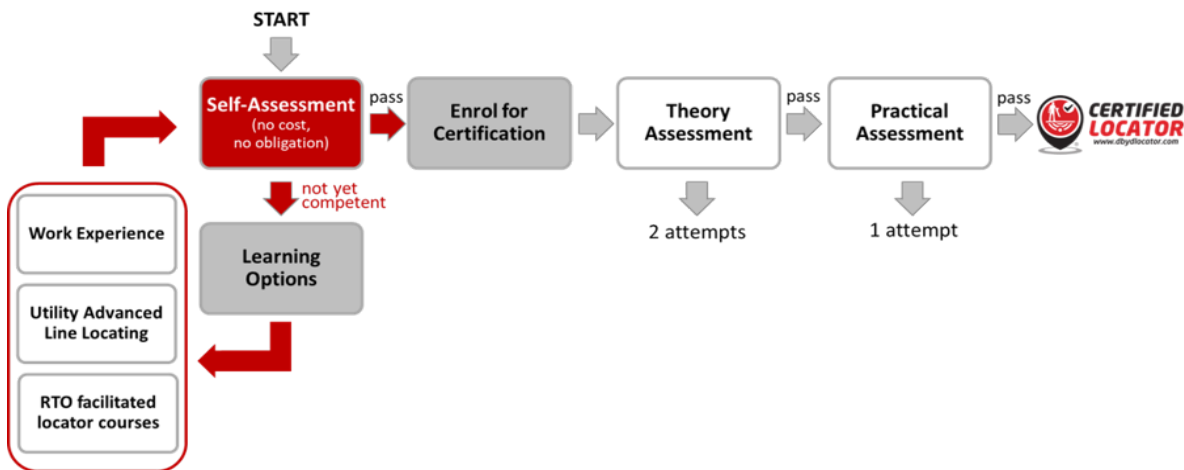 START
Self-Assessment
(no cost,
no obligation)
pass
Enrol for
Certification
Theory
Assessment
pass
Practical
Assessment
pass
CERTIFIED
LOCATOR
www.dbydlocator.com
not yet
competent
2 attempts
1 attempt
Learning
Options
Work Experience
Utility Advanced
Line Locating
RTO facilitated
locator courses